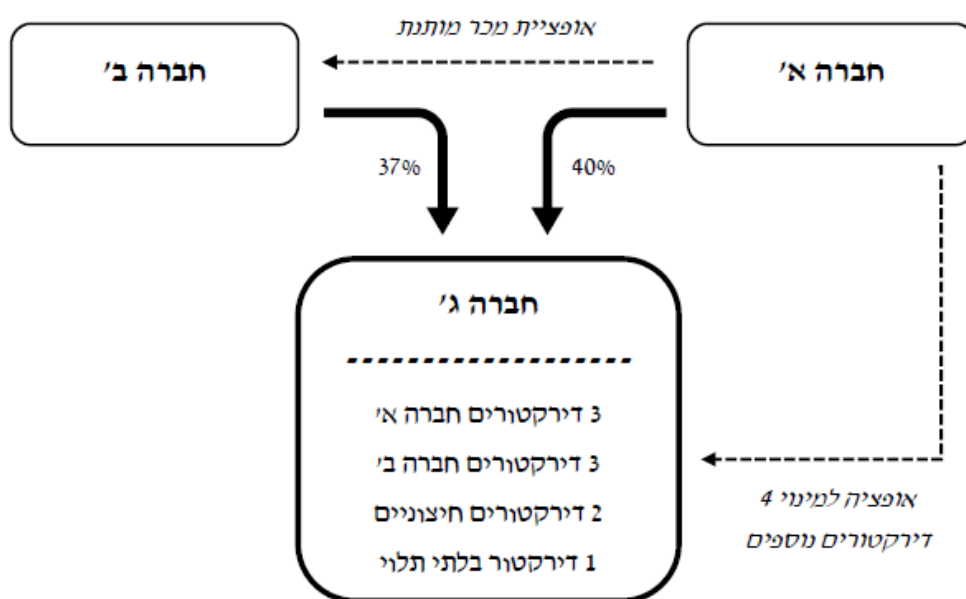 אופציית מכר מותנת
חברה א'
חברה ב'
40%
37%
חברה ג'
3 דירקטורים חברה א'
3 דירקטורים חברה ב'
2 דירקטורים חיצוניים
1 דירקטור בלתי תלוי
אופציה למינוי 4
דירקטורים נוספים